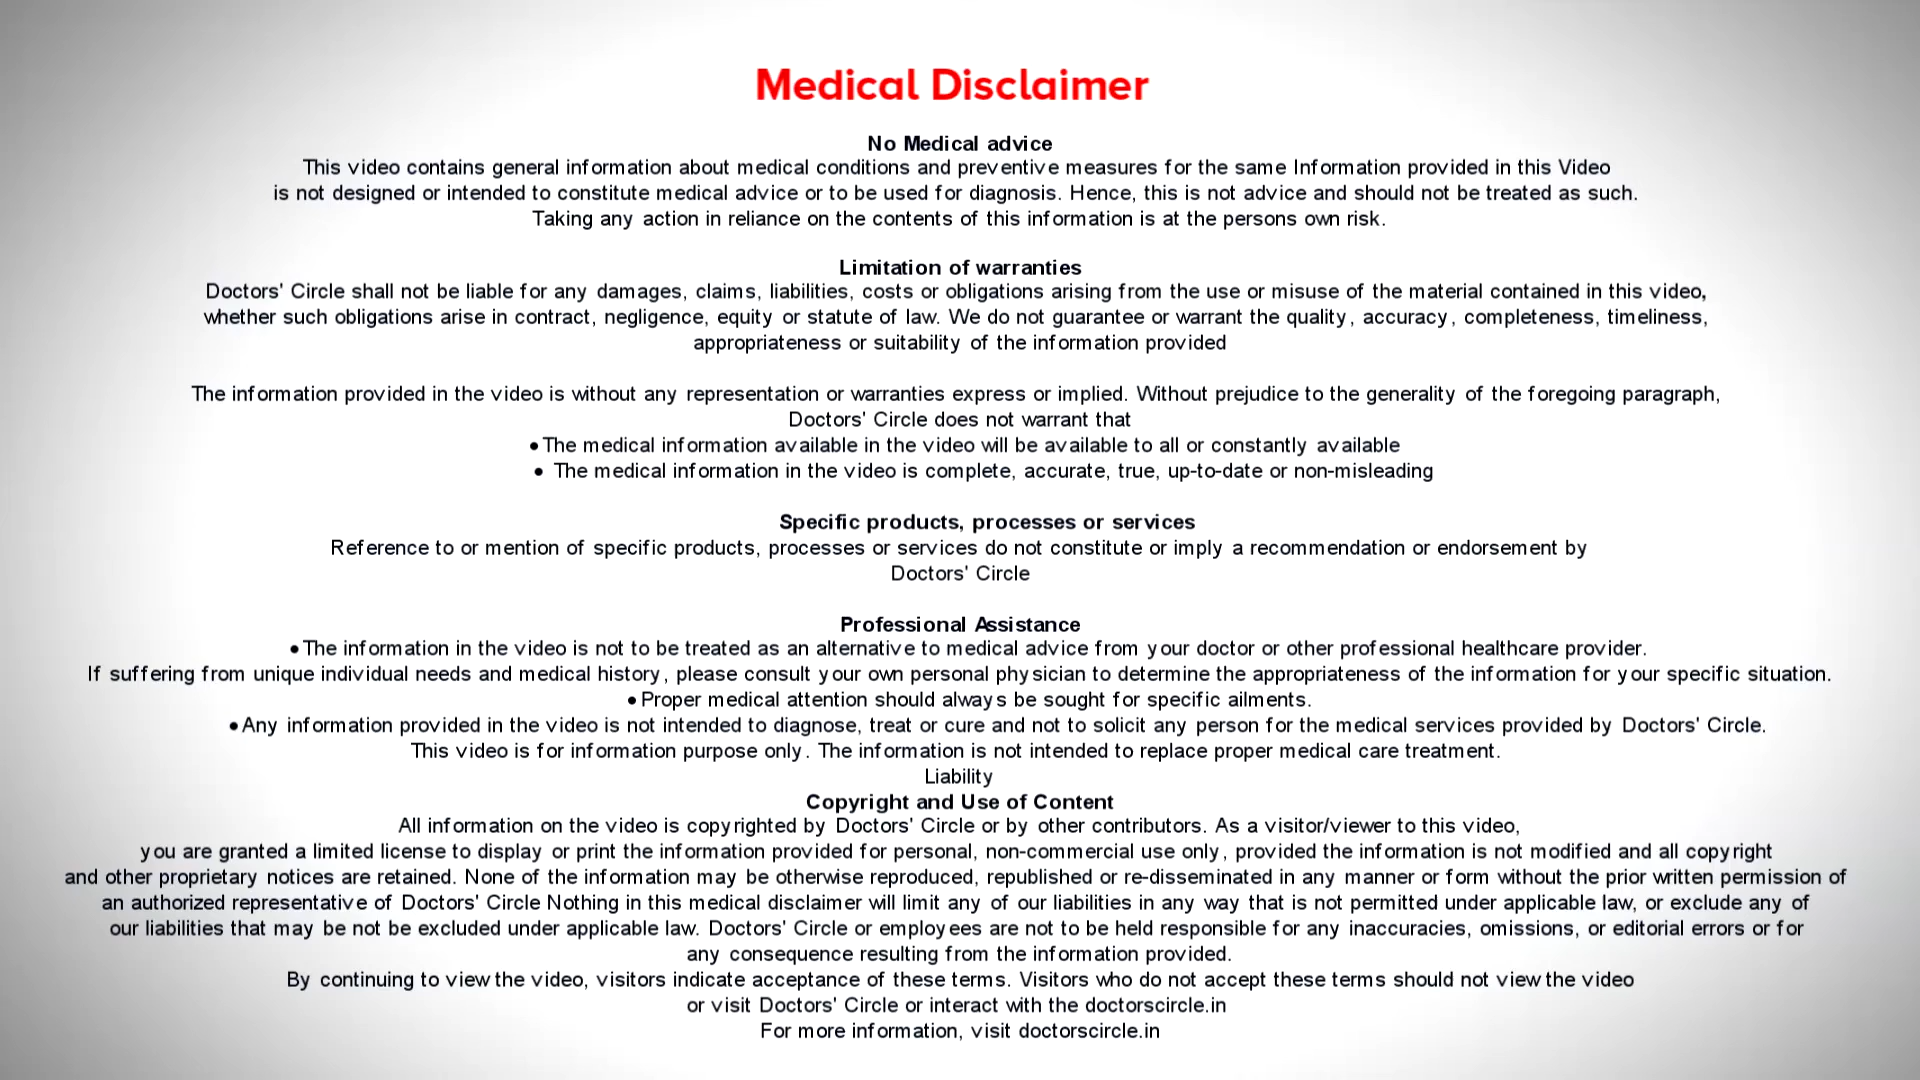 Medical Disclaimer
No Medical advice
This video contains general information about medical conditions and preventive measures for the same Information provided in this Video
is not designed or intended to constitute medical advice or to be used for diagnosis. Hence, this is not advice and should not be treated as such.
Taking any action in reliance on the contents of this information is at the persons own risk.
Limitation of warranties
Doctors' Circle shall not be liable for any damages, claims, liabilities, costs or obligations arising from the use or misuse of the material contained in this video,
whether such obligations arise in contract, negligence, equity or statute of law. We do not guarantee or warrant the quality, accuracy, completeness, timeliness,
appropriateness or suitability of the information provided
The information provided in the video is without any representation or warranties express or implied. Without prejudice to the generality of the foregoing paragraph,
Doctors' Circle does not warrant that
• The medical information available in the video will be available to all or constantly available
• The medical information in the video is complete, accurate, true, up-to-date or non-misleading
Specific products, processes or services
Reference to or mention of specific products, processes or services do not constitute or imply a recommendation or endorsement by
Doctors' Circle
Professional Assistance
• The information in the video is not to be treated as an alternative to medical advice from your doctor or other professional healthcare provider.
If suffering from unique individual needs and medical history, please consult your own personal physician to determine the appropriateness of the information for your specific situation.
• Proper medical attention should always be sought for specific ailments.
• Any information provided in the video is not intended to diagnose, treat or cure and not to solicit any person for the medical services provided by Doctors' Circle.
This video is for information purpose only. The information is not intended to replace proper medical care treatment.
Liability
Copyright and Use of Content
All information on the video is copyrighted by Doctors' Circle or by other contributors. As a visitor/viewer to this video,
you are granted a limited license to display or print the information provided for personal, non-commercial use only, provided the information is not modified and all copyright
and other proprietary notices are retained. None of the information may be otherwise reproduced, republished or re-disseminated in any manner or form without the prior written permission of
an authorized representative of Doctors' Circle Nothing in this medical disclaimer will limit any of our liabilities in any way that is not permitted under applicable law, or exclude any of
our liabilities that may be not be excluded under applicable law. Doctors' Circle or employees are not to be held responsible for any inaccuracies, omissions, or editorial errors or for
any consequence resulting from the information provided.
By continuing to view the video, visitors indicate acceptance of these terms. Visitors who do not accept these terms should not view the video
or visit Doctors' Circle or interact with the doctorscircle.in
For more information, visit doctorscircle.in